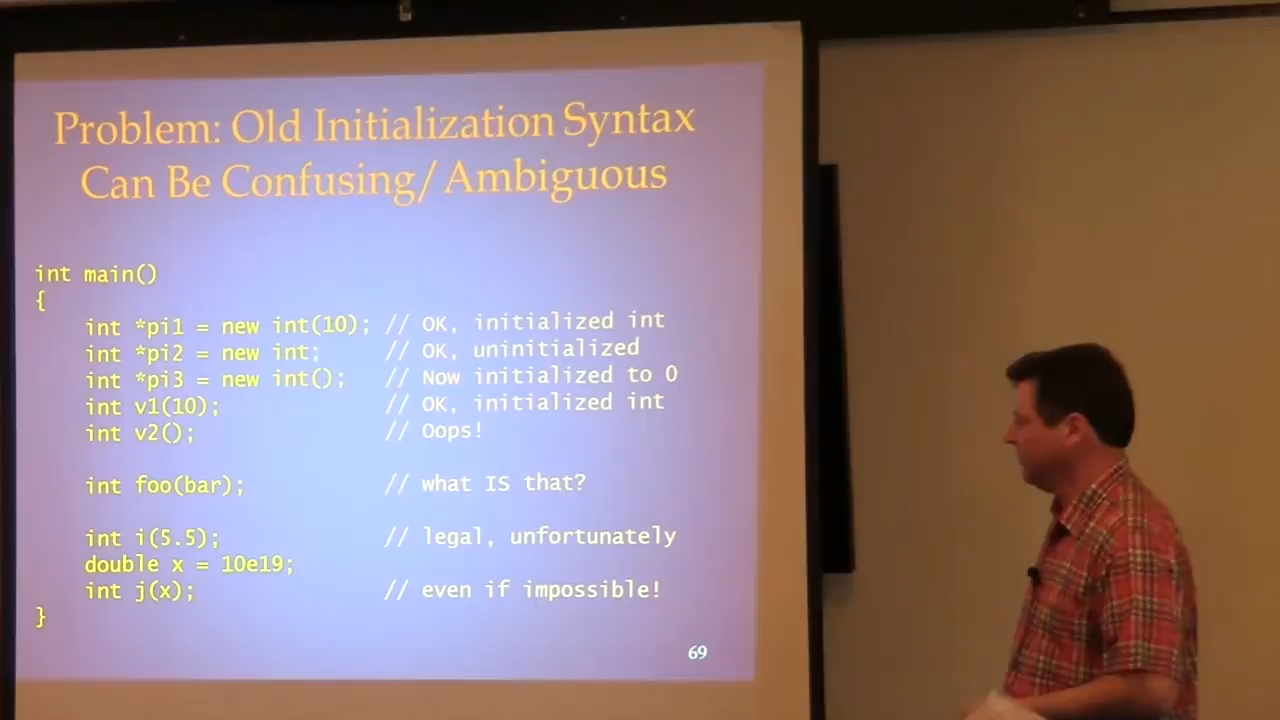 Problem: Old Initialization Syntax
Can Be Confusing/Ambiguous
int main()
{
    int *pi1 = new int(10); // OK, initialized int
    int *pi2 = new int;     // OK, uninitialized
    int *pi3 = new int();   // Now initialized to 0
    int v1(10);             // OK, initialized int
    int v2();               // Oops!
    int foo(bar);           // what IS that?
    int i(5.5);             // legal, unfortunately
    double x = 10e19;
    int j(x);               // even if impossible!
}
69